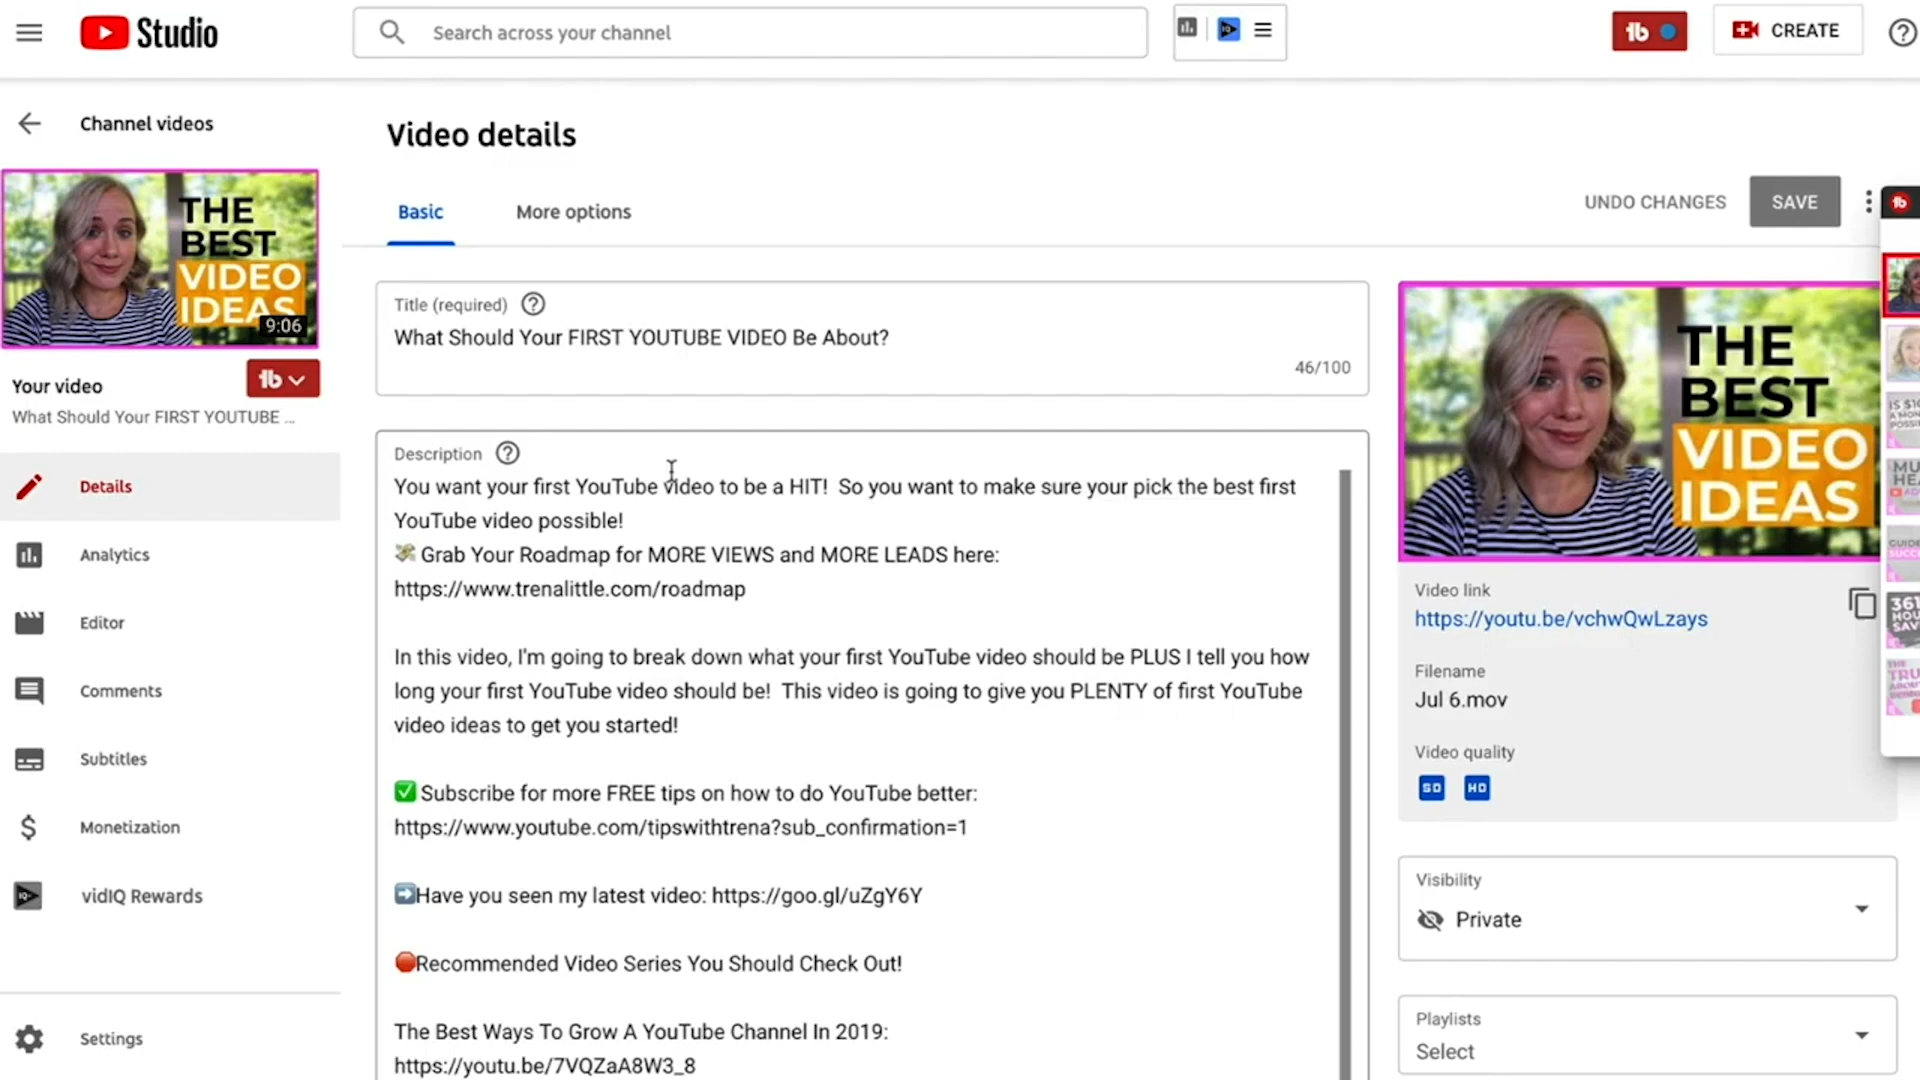 Studio
Search across your channel
CREATE
Channel videos
THE
BEST
VIDEO
IDEAS
9:06
Your video
What Should Your FIRST YOUTUBE ...
Details
Analytics
Editor
Comments
Subtitles
$ Monetization
vidIQ Rewards
Settings
Video details
Basic
More options
UNDO CHANGES
SAVE
Title (required)
What Should Your FIRST YOUTUBE VIDEO Be About?
46/100
Description
You want your first YouTube video to be a HIT! So you want to make sure your pick the best first
YouTube video possible!
💸 Grab Your Roadmap for MORE VIEWS and MORE LEADS here:
https://www.trenalittle.com/roadmap
In this video, I'm going to break down what your first YouTube video should be PLUS I tell you how
long your first YouTube video should be! This video is going to give you PLENTY of first YouTube
video ideas to get you started!
✅ Subscribe for more FREE tips on how to do YouTube better:
https://www.youtube.com/tipswithtrena?sub_confirmation=1
➡️Have you seen my latest video: https://goo.gl/uZgY6Y
🛑Recommended Video Series You Should Check Out!
The Best Ways To Grow A YouTube Channel In 2019:
https://youtu.be/7VQZaA8W3_8
THE
BEST
VIDEO
IDEAS
Video link
https://youtu.be/vchwQwLzays
Filename
Jul 6.mov
Video quality
SD HD
Visibility
Private
Playlists
Select